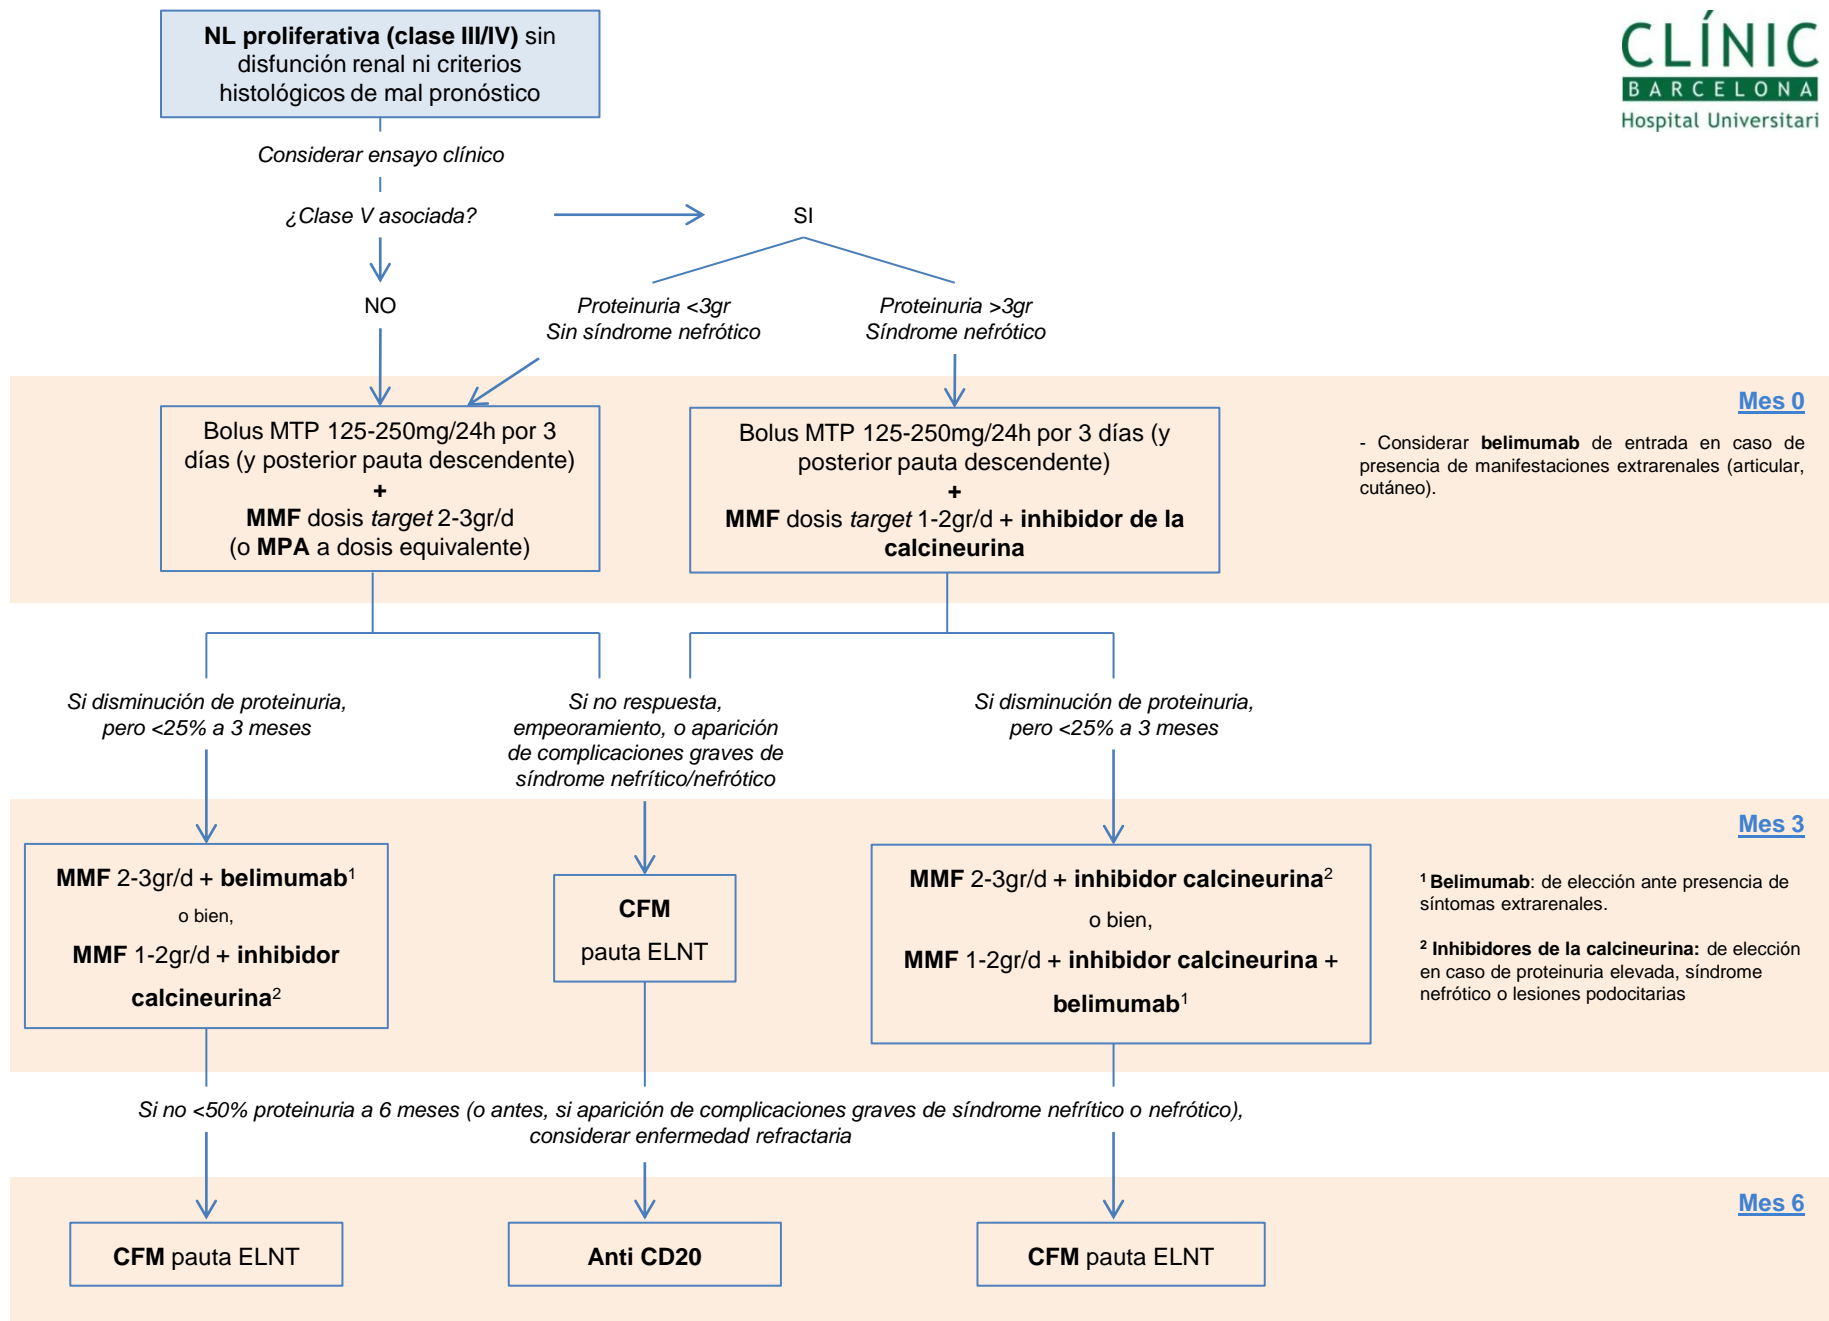 NL proliferativa (clase III/IV) sin
disfunción renal ni criterios
histológicos de mal pronóstico
CLÍNIC
BARCELONA
Hospital Universitari
Considerar ensayo clínico
¿Clase V asociada?
SI
NO
Proteinuria <3gr
Sin síndrome nefrótico
Proteinuria >3gr
Síndrome nefrótico
Mes 0
Bolus MTP 125-250mg/24h por 3
días (y posterior pauta descendente)
+
MMF dosis target 2-3gr/d
(o MPA a dosis equivalente)
Bolus MTP 125-250mg/24h por 3 días (y
posterior pauta descendente)
+
MMF dosis target 1-2gr/d + inhibidor de la
calcineurina
- Considerar belimumab de entrada en caso de
presencia de manifestaciones extrarenales (articular,
cutáneo).
Si disminución de proteinuria,
pero <25% a 3 meses
Si no respuesta,
empeoramiento, o aparición
de complicaciones graves de
síndrome nefrítico/nefrótico
Si disminución de proteinuria,
pero <25% a 3 meses
Mes 3
MMF 2-3gr/d + belimumab¹
o bien,
MMF 1-2gr/d + inhibidor
calcineurina²
CFM
pauta ELNT
MMF 2-3gr/d + inhibidor calcineurina²
o bien,
MMF 1-2gr/d + inhibidor calcineurina +
belimumab¹
¹ Belimumab: de elección ante presencia de
síntomas extrarenales.
² Inhibidores de la calcineurina: de elección
en caso de proteinuria elevada, síndrome
nefrótico o lesiones podocitarias
Si no <50% proteinuria a 6 meses (o antes, si aparición de complicaciones graves de síndrome nefrítico o nefrótico),
considerar enfermedad refractaria
Mes 6
CFM pauta ELNT
Anti CD20
CFM pauta ELNT